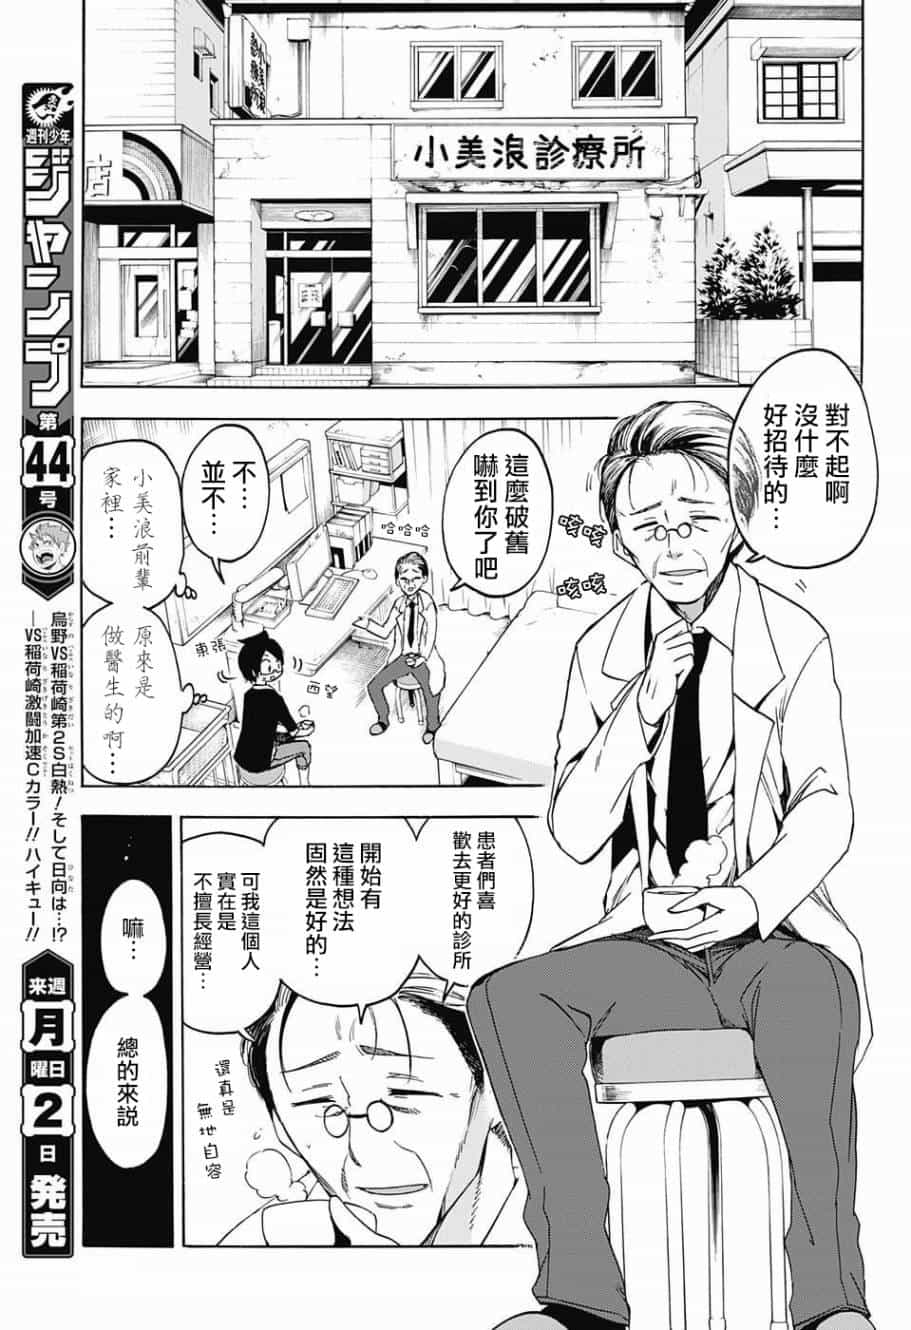 小美浪診療所
店
對不起啊
沒什麼
好招待的…
咳咳
咳咳
這麼破舊
嚇到你了吧
哈哈哈
不…
並不…
東張
西望
小美浪前輩
家裡…
原來是
做醫生的啊…
患者們喜
歡去更好的診所
開始有
這種想法
固然是好的…
可我這個人
實在是
不擅長經營…
還真是
無地自容
嘛…
總的來説
週刊少年
ジャンプ
第
44
号
烏野VS稲荷崎第2S白熱!そして日向は…!?
―VS稲荷崎激闘加速Cカラー!!ハイキュー!!
来週
月
曜日
2
日
発売